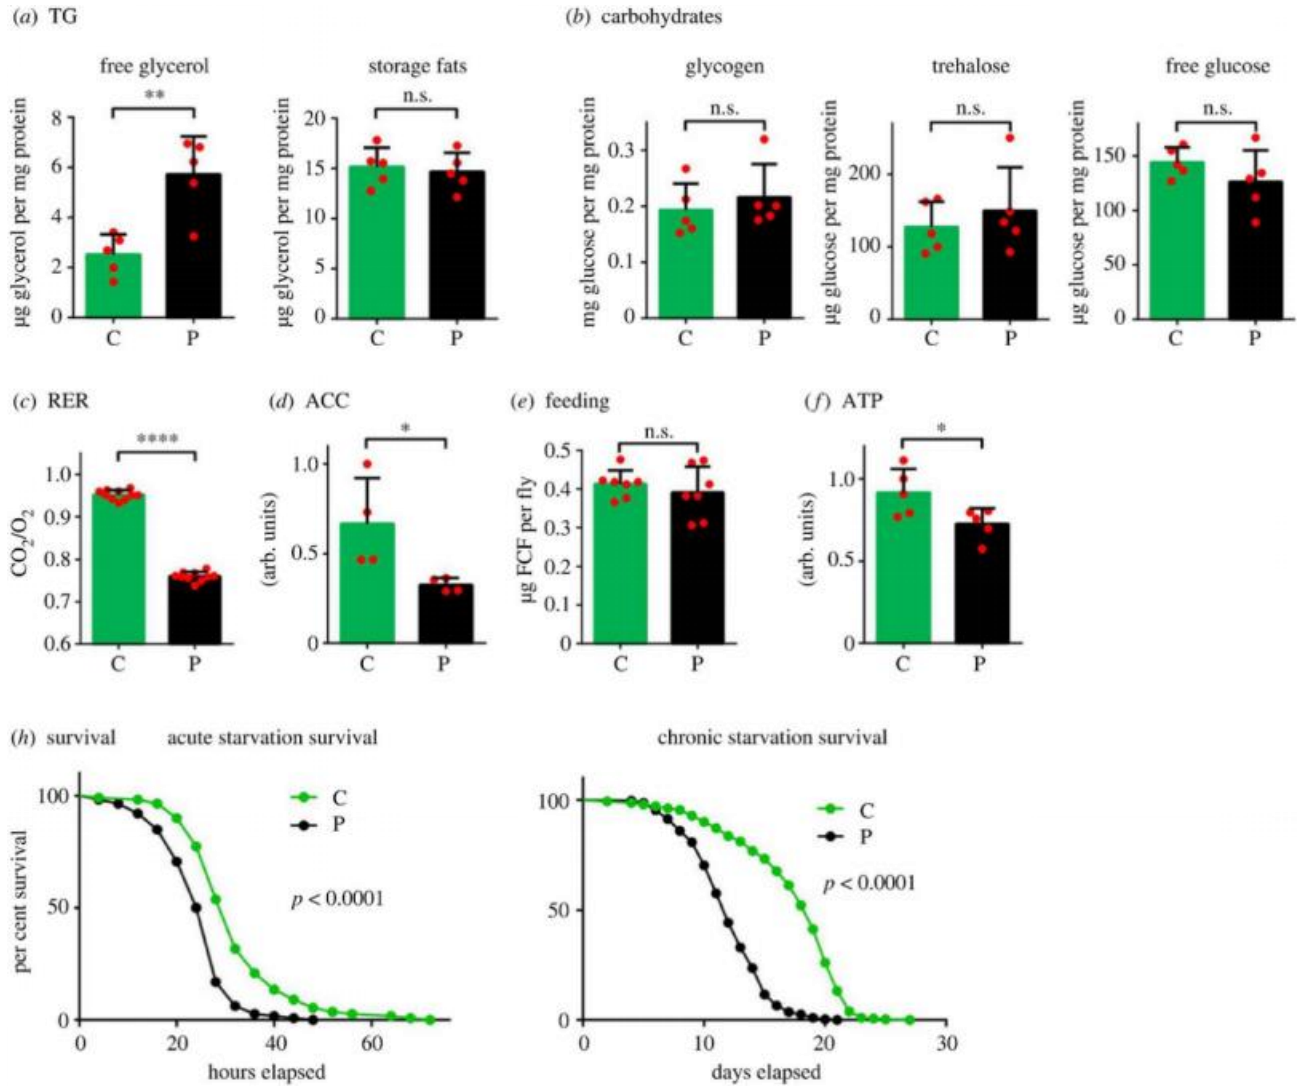 (a) TG
(b) carbohydrates
free glycerol
storage fats
glycogen
trehalose
free glucose
**
n.s.
n.s.
n.s.
n.s.
µg glycerol per mg protein
8
6
4
2
0
C P
µg glycerol per mg protein
20
15
10
5
0
C P
mg glucose per mg protein
0.3
0.2
0.1
0
C P
µg glucose per mg protein
200
100
0
C P
µg glucose per mg protein
150
100
50
0
C P
(c) RER
(d) ACC
(e) feeding
(f) ATP
****
*
n.s.
*
CO₂/O₂
1.0
0.9
0.8
0.7
0.6
C P
(arb. units)
1.0
0.5
0
C P
µg FCF per fly
0.5
0.4
0.3
0.2
0.1
0
C P
(arb. units)
1.0
0.5
0
C P
(h) survival
acute starvation survival
chronic starvation survival
per cent survival
100
50
0
C
P
p < 0.0001
0 20 40 60
hours elapsed
100
50
0
C
P
p < 0.0001
0 10 20 30
days elapsed